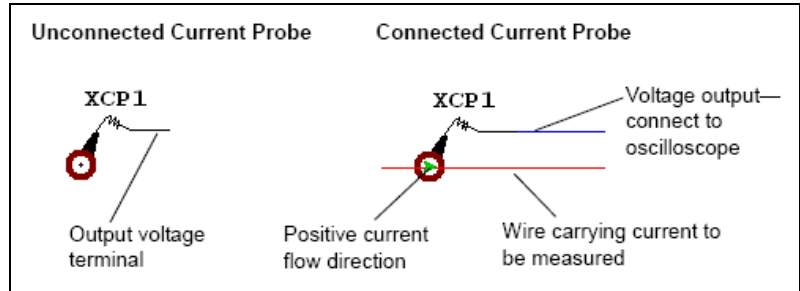 Unconnected Current Probe
Connected Current Probe
XCP1
XCP1
Voltage output—
connect to
oscilloscope
Output voltage
terminal
Positive current
flow direction
Wire carrying current to
be measured